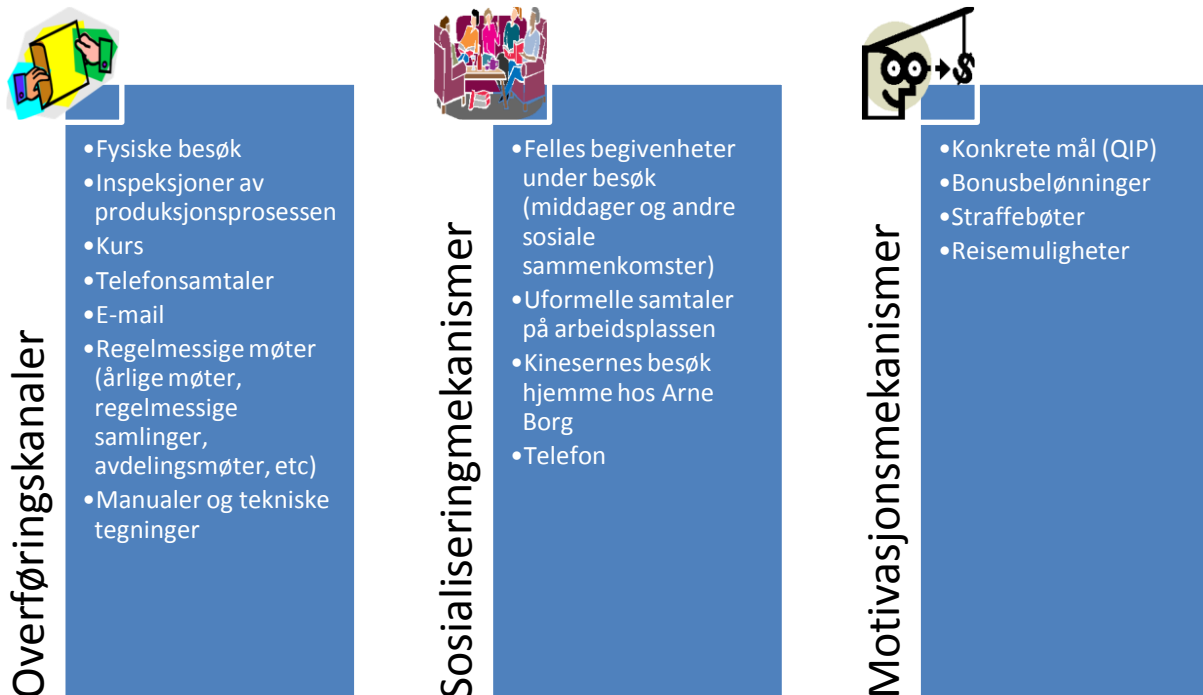 Overføringskanaler
•Fysiske besøk
•Inspeksjoner av
produksjonsprosessen
•Kurs
•Telefonsamtaler
•E-mail
•Regelmessige møter
(årlige møter,
regelmessige
samlinger,
avdelingsmøter, etc)
•Manualer og tekniske
tegninger
Sosialiseringmekanismer
•Felles begivenheter
under besøk
(middager og andre
sosiale
sammenkomster)
•Uformelle samtaler
på arbeidsplassen
•Kinesernes besøk
hjemme hos Arne
Borg
•Telefon
$
Motivasjonsmekanismer
•Konkrete mål (QIP)
•Bonusbelønninger
•Straffebøter
•Reisemuligheter